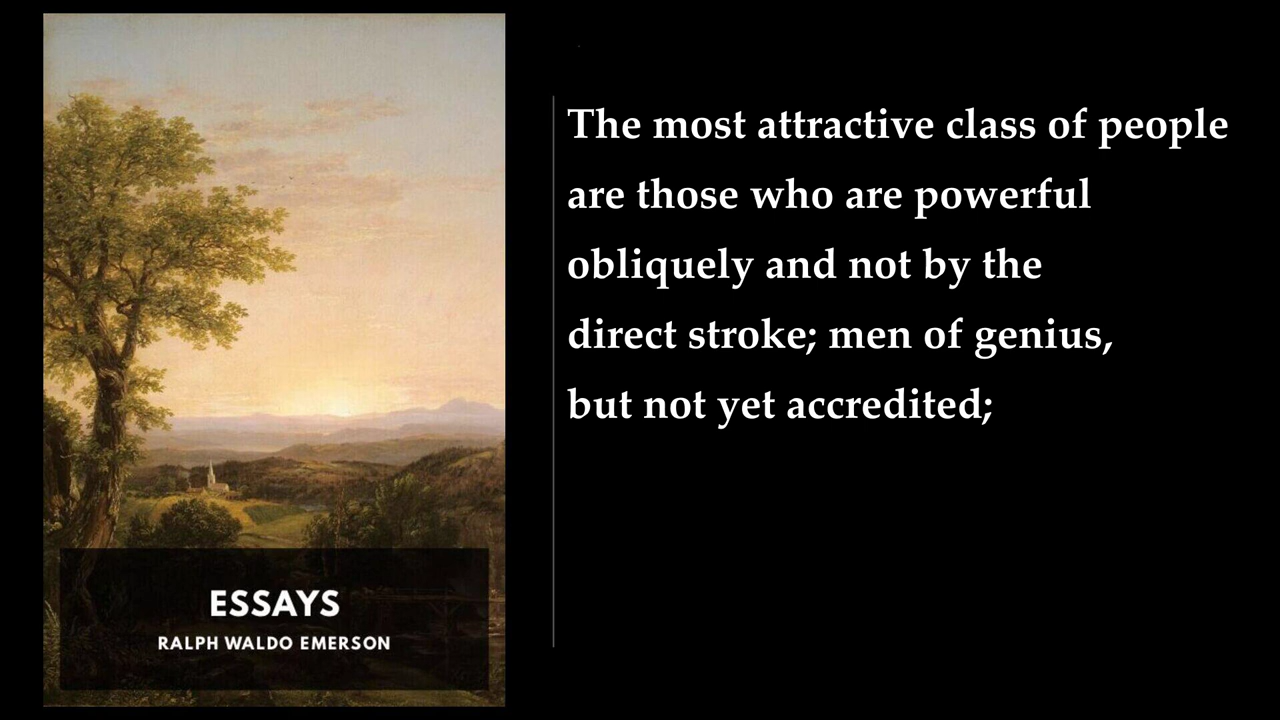 ESSAYS
RALPH WALDO EMERSON
The most attractive class of people
are those who are powerful
obliquely and not by the
direct stroke; men of genius,
but not yet accredited;